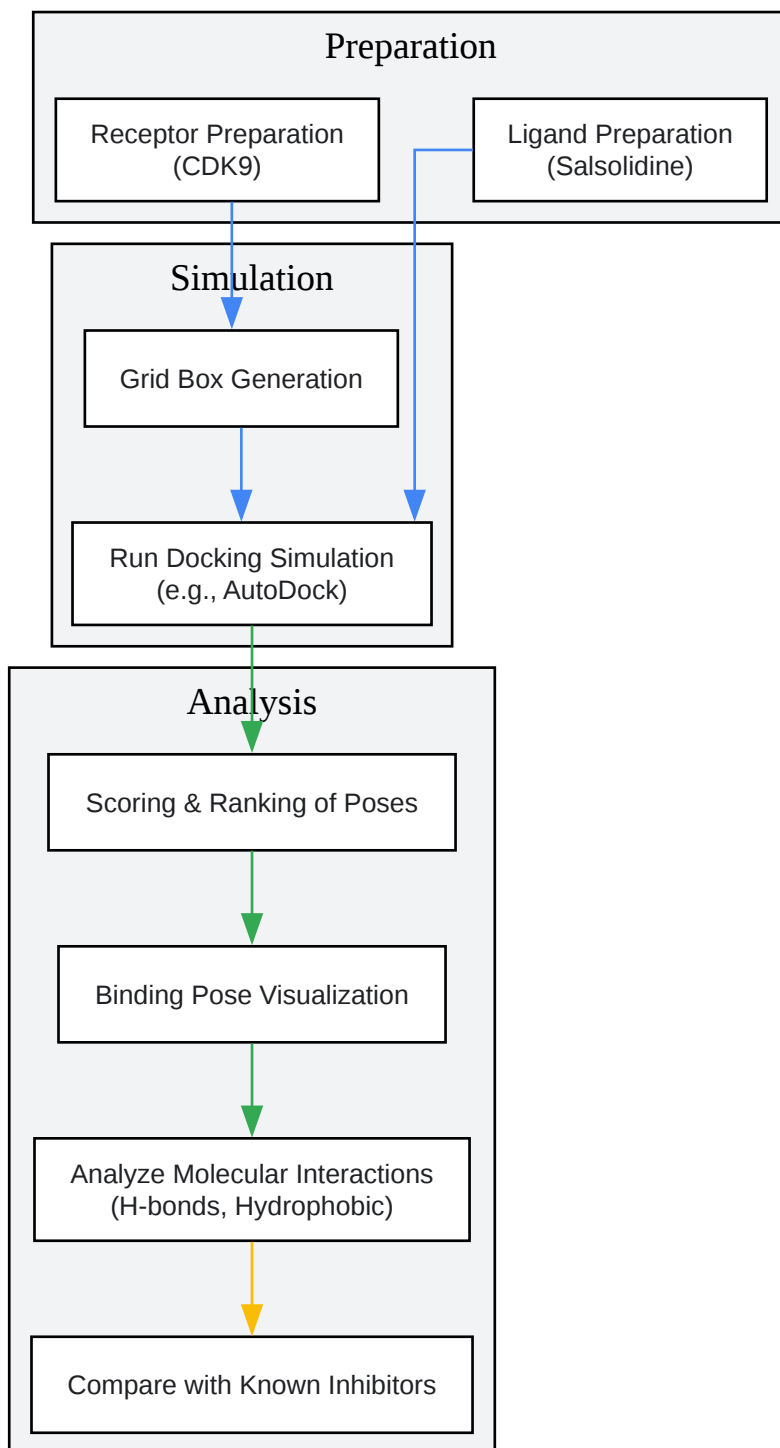 Preparation
Receptor Preparation
(CDK9)
Ligand Preparation
(Salsolidine)
Simulation
Grid Box Generation
Run Docking Simulation
(e.g., AutoDock)
Analysis
Scoring & Ranking of Poses
Binding Pose Visualization
Analyze Molecular Interactions
(H-bonds, Hydrophobic)
Compare with Known Inhibitors